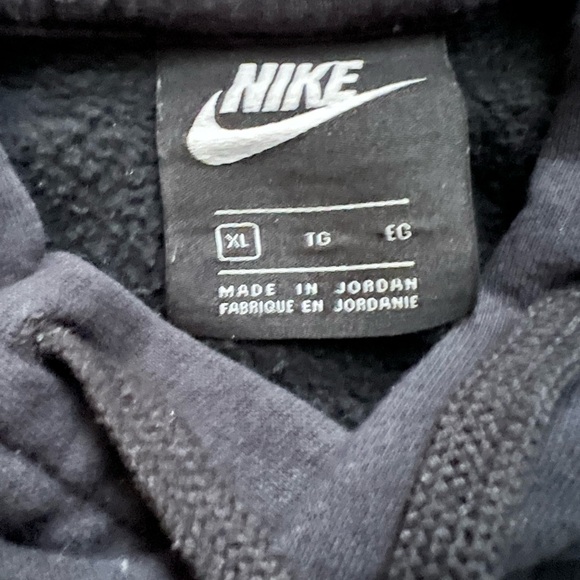 NIKE
XL TG EG
MADE IN JORDAN
FABRIQUE EN JORDANIE